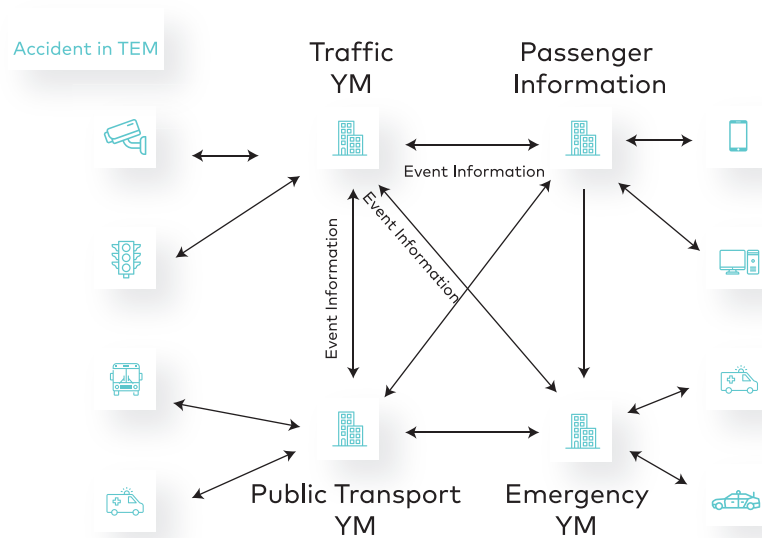 Accident in TEM
Traffic
YM
Passenger
Information
Event Information
Event Information
Event Information
Public Transport
YM
Emergency
YM